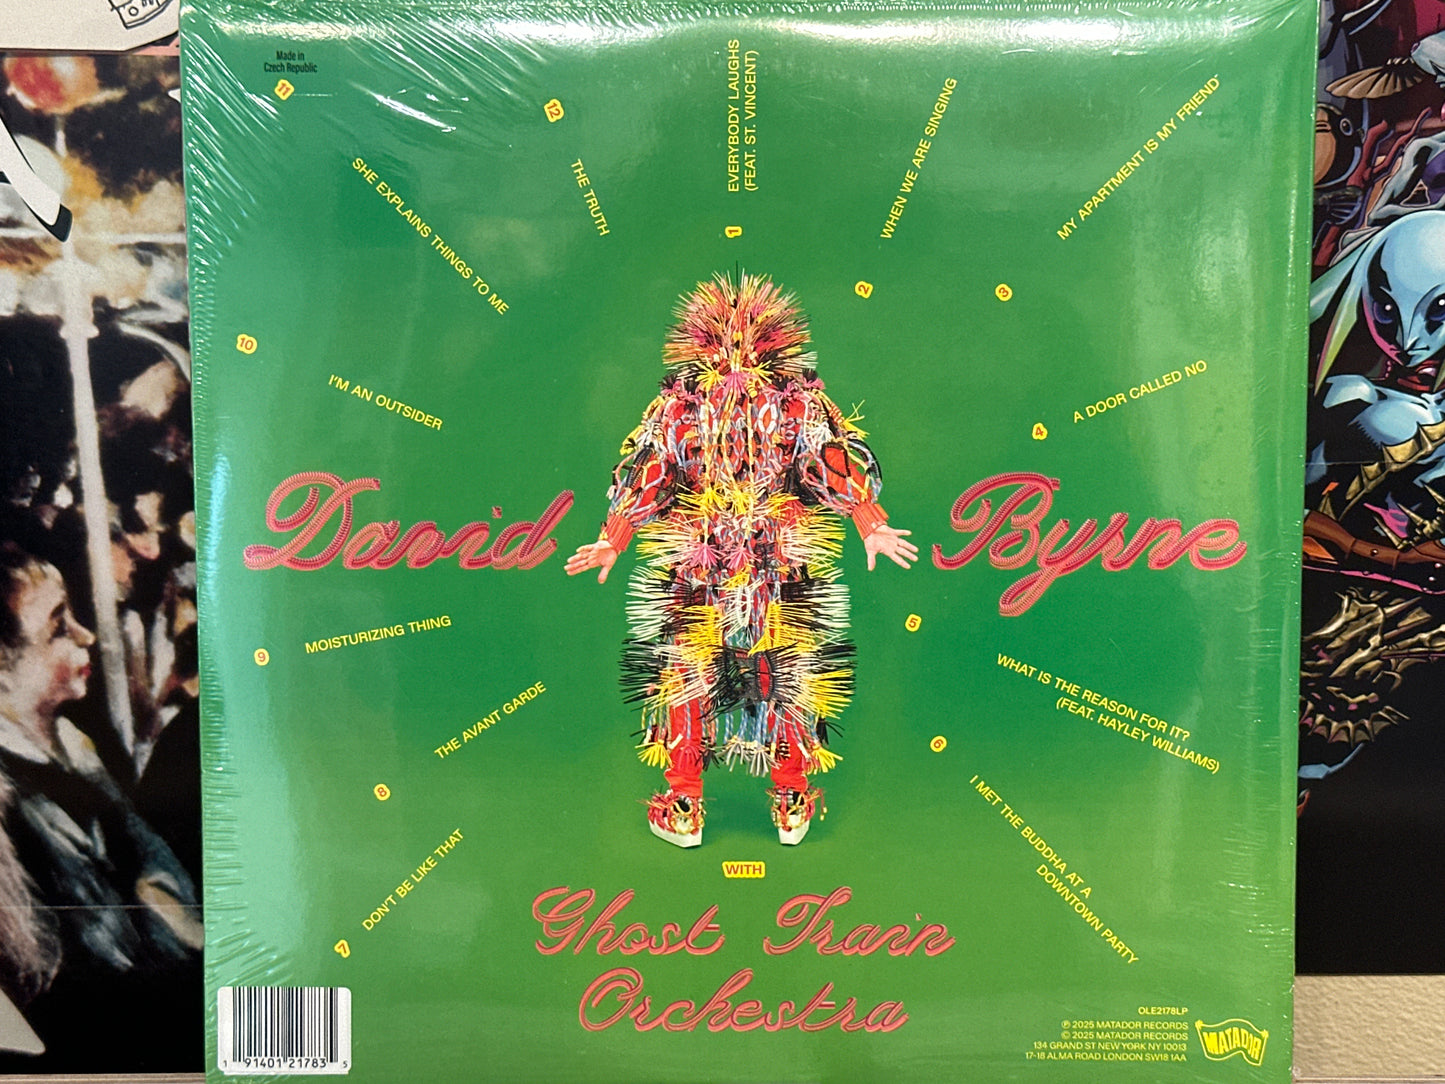 Made in
Czech Republic
1
EVERYBODY LAUGHS
(FEAT. ST. VINCENT)
2
WHEN WE ARE SINGING
3
MY APARTMENT IS MY FRIEND
4
A DOOR CALLED NO
David Byrne
5
WHAT IS THE REASON FOR IT?
(FEAT. HAYLEY WILLIAMS)
6
I MET THE BUDDHA AT A
DOWNTOWN PARTY
7
DON'T BE LIKE THAT
8
THE AVANT GARDE
9
MOISTURIZING THING
10
I'M AN OUTSIDER
11
SHE EXPLAINS THINGS TO ME
12
THE TRUTH
WITH
Ghost Train
Orchestra
1 91401 21783 5
OLE2178LP
℗ 2025 MATADOR RECORDS
© 2025 MATADOR RECORDS
134 GRAND ST NEW YORK NY 10013
17-18 ALMA ROAD LONDON SW18 1AA
MATADOR